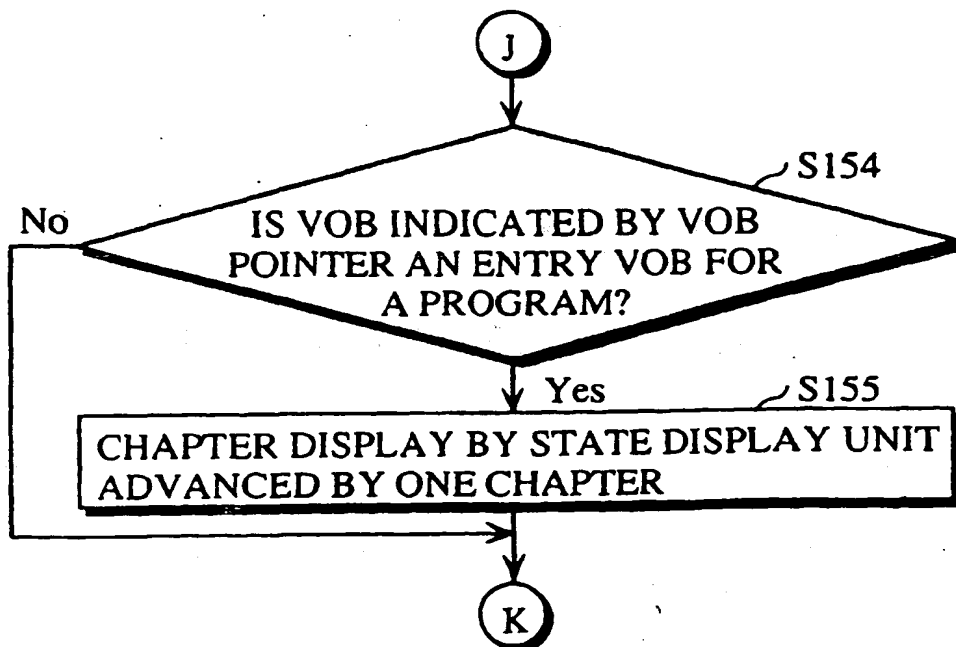 J
S154
No
IS VOB INDICATED BY VOB
POINTER AN ENTRY VOB FOR
A PROGRAM?
Yes
S155
CHAPTER DISPLAY BY STATE DISPLAY UNIT
ADVANCED BY ONE CHAPTER
K